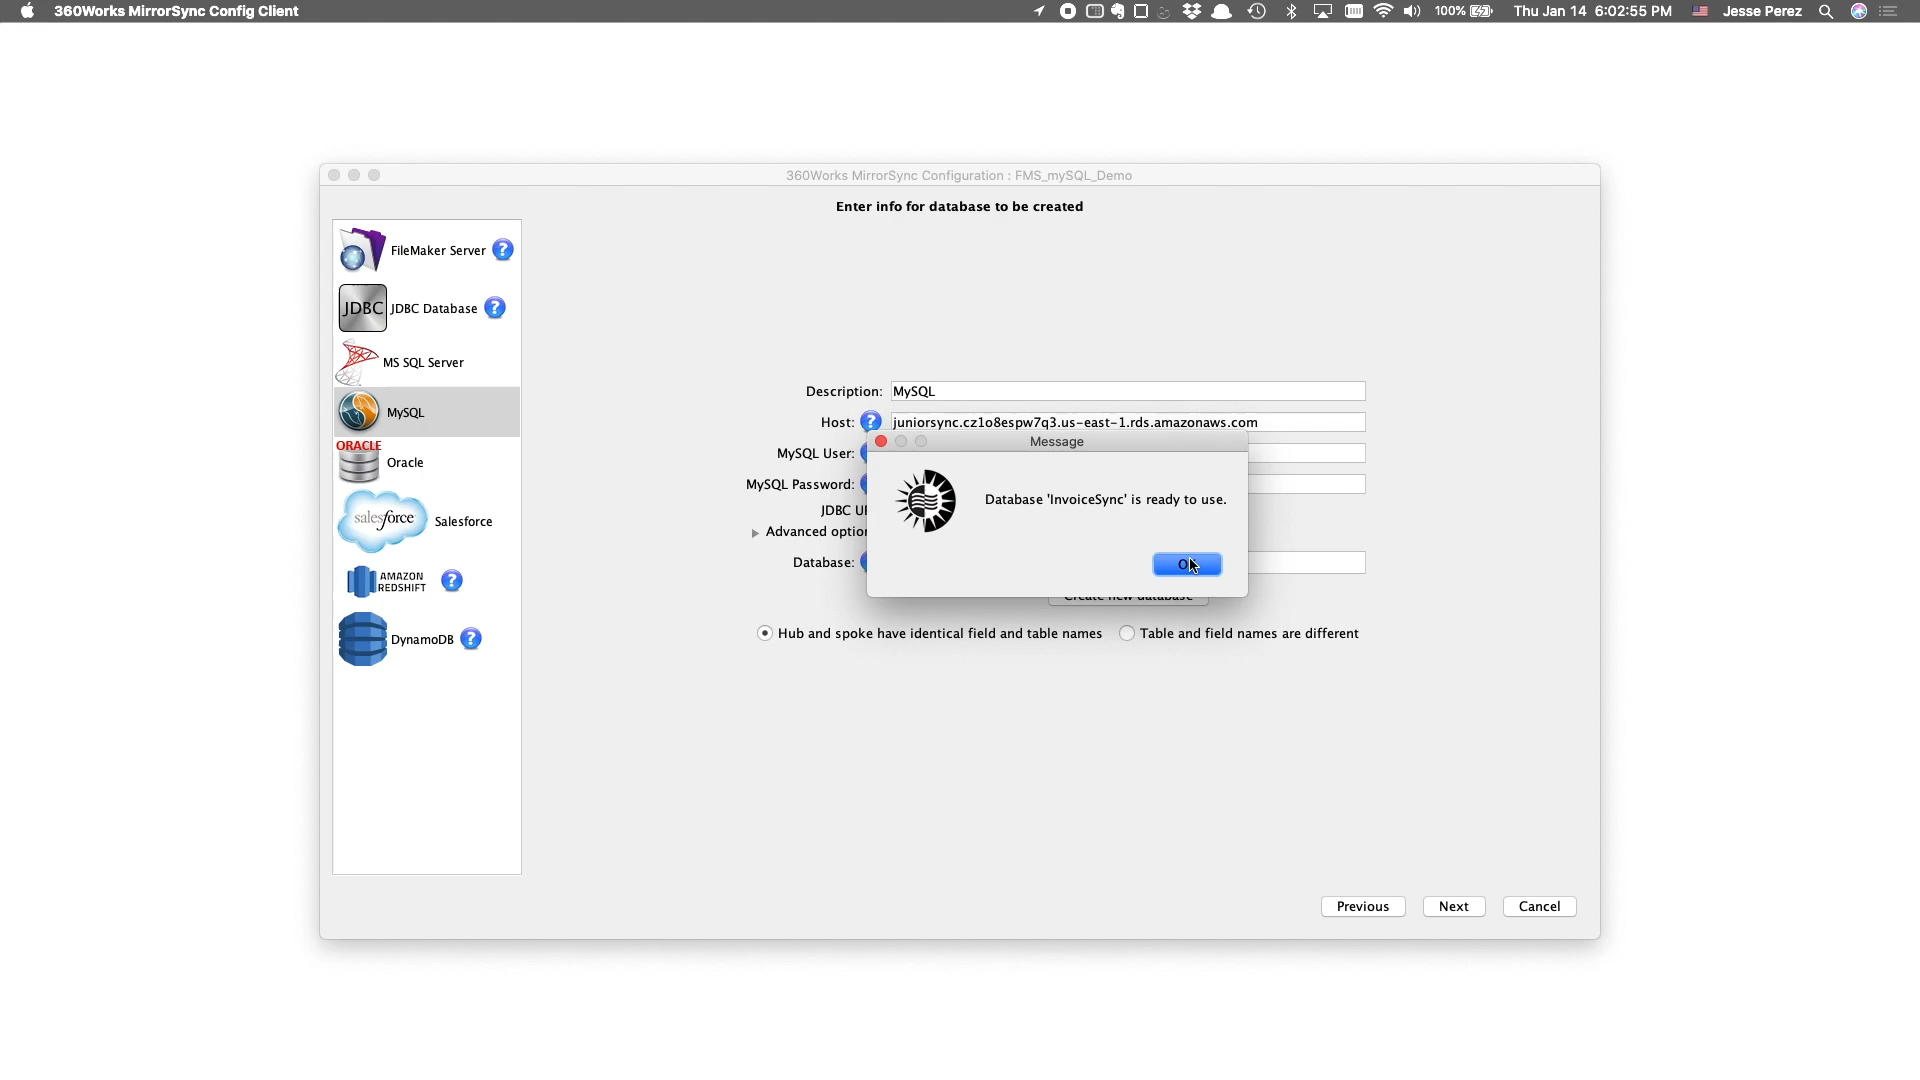 360Works MirrorSync Config Client
100%
Thu Jan 14 6:02:55 PM
Jesse Perez
360Works MirrorSync Configuration : FMS_mySQL_Demo
Enter info for database to be created
FileMaker Server ?
JDBC JDBC Database ?
MS SQL Server
MySQL
ORACLE
Oracle
salesforce Salesforce
AMAZON
REDSHIFT ?
DynamoDB ?
Description: MySQL
Host: ? juniorsync.cz1o8espw7q3.us-east-1.rds.amazonaws.com
Message
MySQL User:
MySQL Password:
Database 'InvoiceSync' is ready to use.
JDBC
Advanced
Database:
Create new database
Hub and spoke have identical field and table names Table and field names are different
Previous Next Cancel